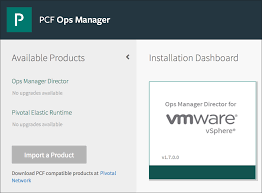 P PCF Ops Manager
Available Products
Ops Manager Director
No upgrades available
Pivotal Elastic Runtime
No upgrades available
Import a Product
Download PCF compatible products at Pivotal
Network
Installation Dashboard
Ops Manager Director for
vmware®
vSphere®
v1.7.0.0